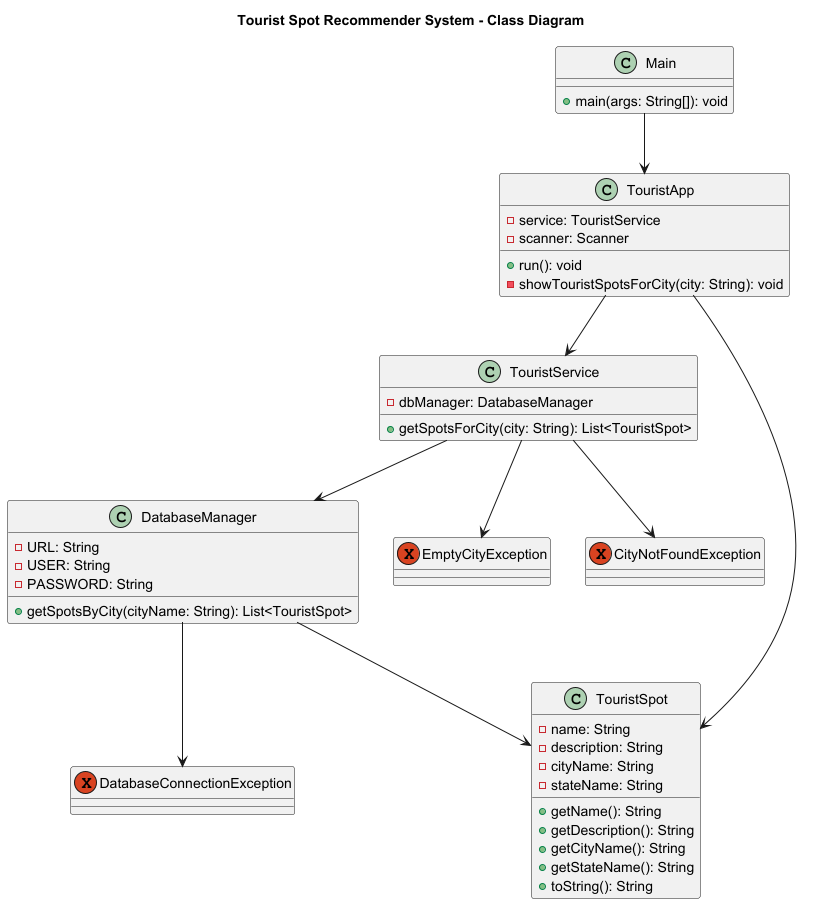 Tourist Spot Recommender System - Class Diagram
C Main
main(args: String[]): void
C TouristApp
service: TouristService
scanner: Scanner
run(): void
showTouristSpotsForCity(city: String): void
C TouristService
dbManager: DatabaseManager
getSpotsForCity(city: String): List<TouristSpot>
C DatabaseManager
URL: String
USER: String
PASSWORD: String
getSpotsByCity(cityName: String): List<TouristSpot>
X EmptyCityException
X CityNotFoundException
X DatabaseConnectionException
C TouristSpot
name: String
description: String
cityName: String
stateName: String
getName(): String
getDescription(): String
getCityName(): String
getStateName(): String
toString(): String